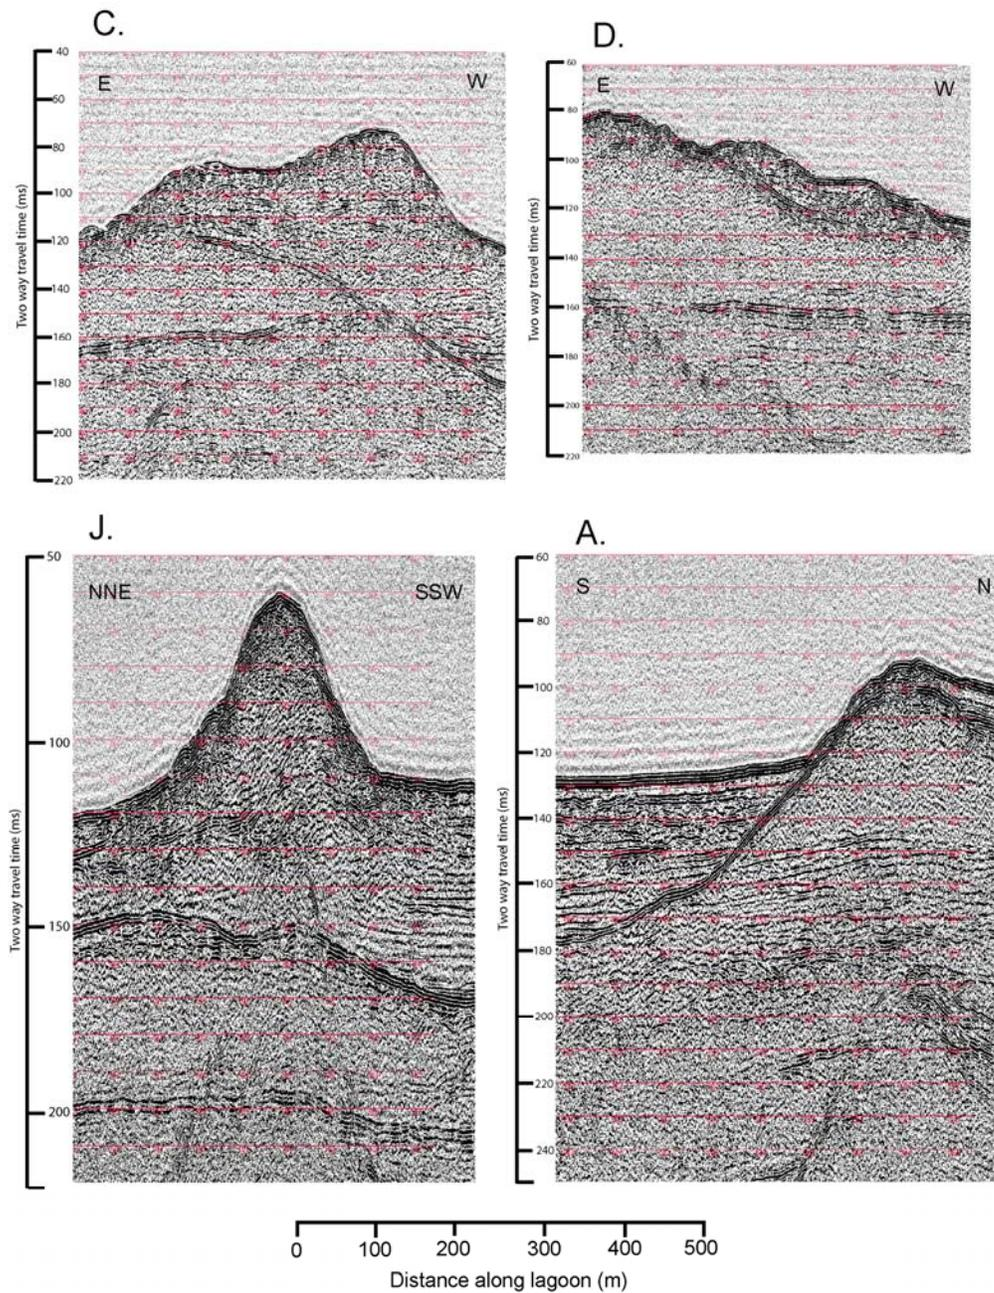 C.
E
W
40
60
80
100
120
140
160
180
200
220
Two way travel time (ms)
D.
E
W
60
80
100
120
140
160
180
200
220
Two way travel time (ms)
J.
NNE
SSW
50
100
150
200
Two way travel time (ms)
A.
S
N
60
80
100
120
140
160
180
200
220
240
Two way travel time (ms)
0 100 200 300 400 500
Distance along lagoon (m)